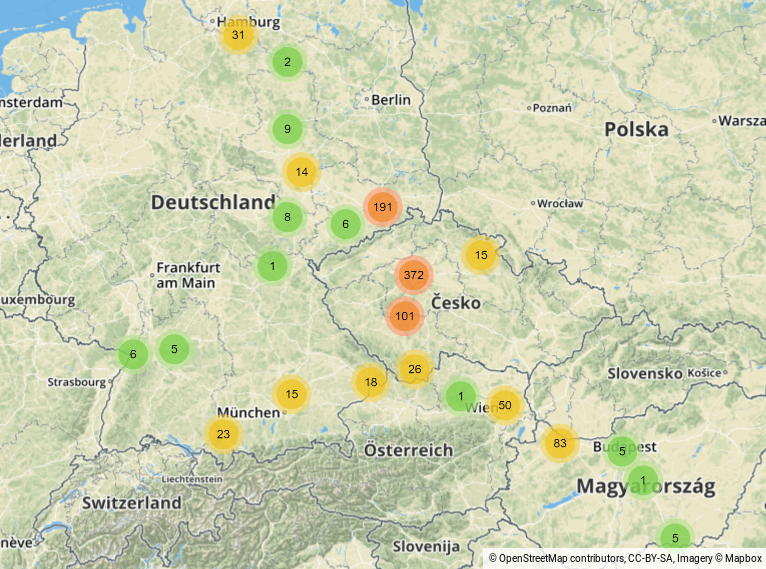 Hamburg
31
2
Berlin
Poznań
msterdam
Warsza
9
Polska
derland
14
Deutschland
191
Wrocław
8
6
15
1
Frankfurt
am Main
372
Česko
uxembourg
101
6
5
26
Slovensko
Košice
Strasbourg
18
15
1
Wien
50
München
23
83
Budapest
5
Österreich
Liechtenstein
1
Magyarország
Switzerland
nève
5
Slovenija
© OpenStreetMap contributors, CC-BY-SA, Imagery © Mapbox